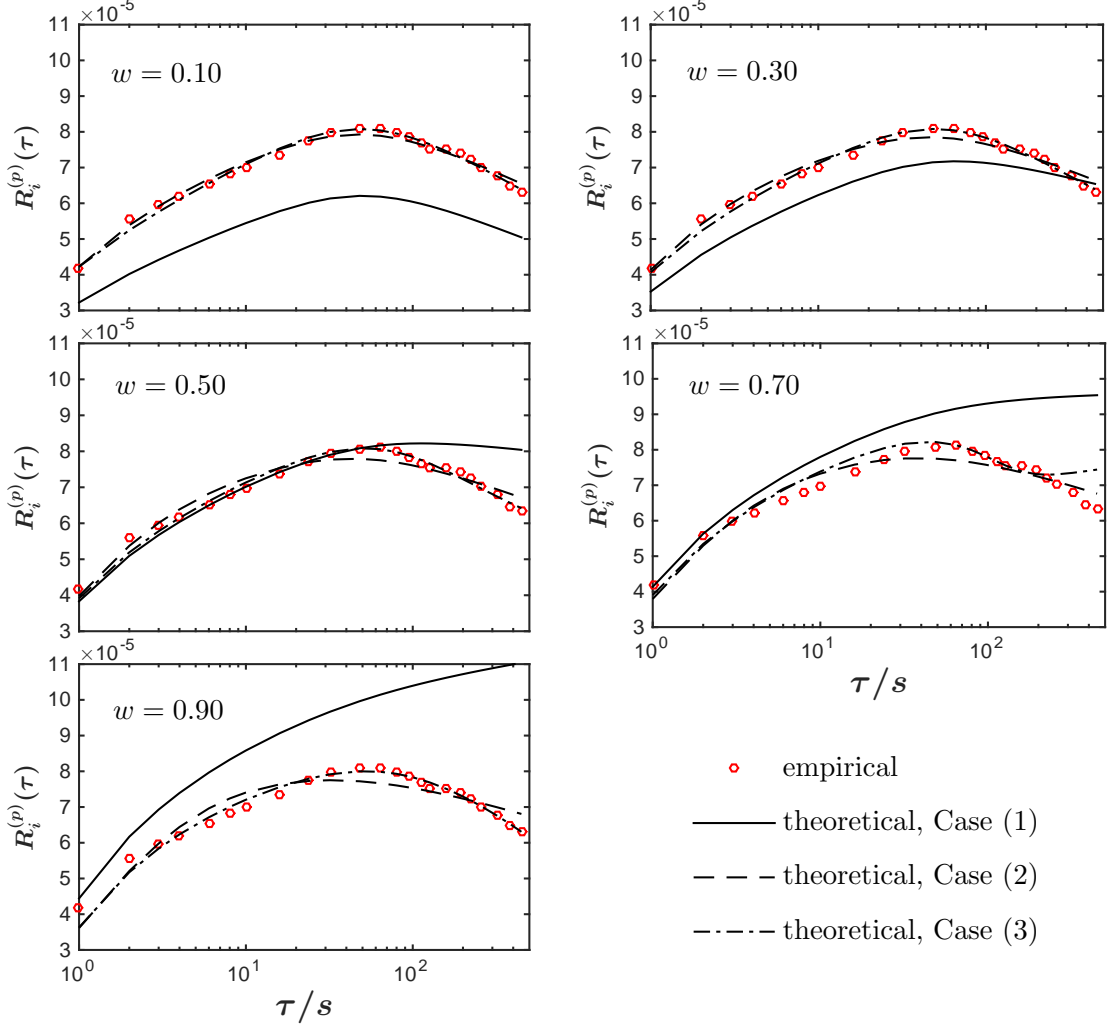 ×10⁻⁵
11
10
9
8
7
6
5
4
3
R_i^(p)(τ)
w = 0.10
×10⁻⁵
11
10
9
8
7
6
5
4
3
R_i^(p)(τ)
w = 0.30
×10⁻⁵
11
10
9
8
7
6
5
4
3
R_i^(p)(τ)
w = 0.50
×10⁻⁵
11
10
9
8
7
6
5
4
3
R_i^(p)(τ)
w = 0.70
10⁰ 10¹ 10²
τ/s
×10⁻⁵
11
10
9
8
7
6
5
4
3
R_i^(p)(τ)
w = 0.90
10⁰ 10¹ 10²
τ/s
empirical
theoretical, Case (1)
theoretical, Case (2)
theoretical, Case (3)